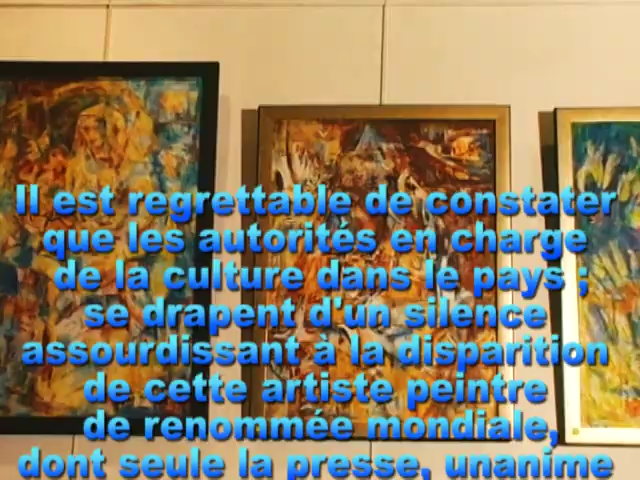 Il est regrettable de constater
que les autorités en charge
de la culture dans le pays ;
se drapent d'un silence
assourdissant à la disparition
de cette artiste peintre
de renommée mondiale,
dont seule la presse, unanime